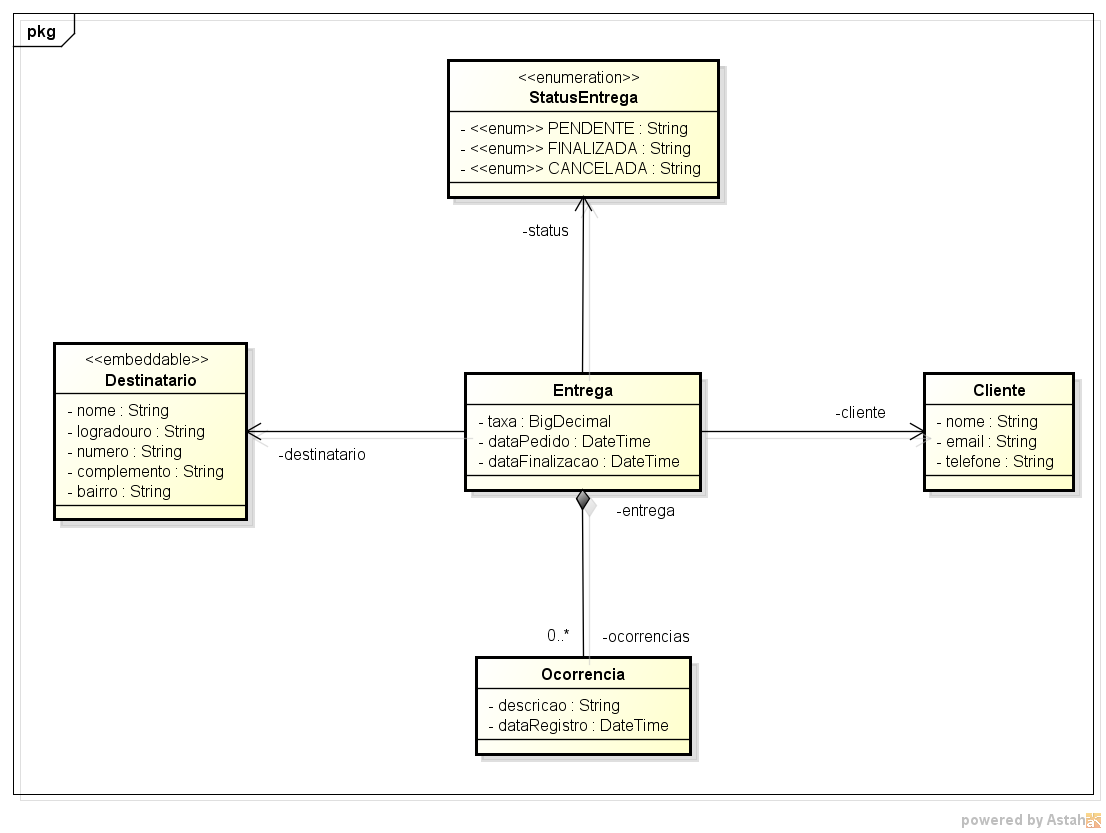 pkg
<<enumeration>>
StatusEntrega
- <<enum>> PENDENTE : String
- <<enum>> FINALIZADA : String
- <<enum>> CANCELADA : String
-status
<<embeddable>>
Destinatario
- nome : String
- logradouro : String
- numero : String
- complemento : String
- bairro : String
-destinatario
Entrega
- taxa : BigDecimal
- dataPedido : DateTime
- dataFinalizacao : DateTime
-cliente
Cliente
- nome : String
- email : String
- telefone : String
-entrega
0..*
-ocorrencias
Ocorrencia
- descricao : String
- dataRegistro : DateTime
powered by Astah